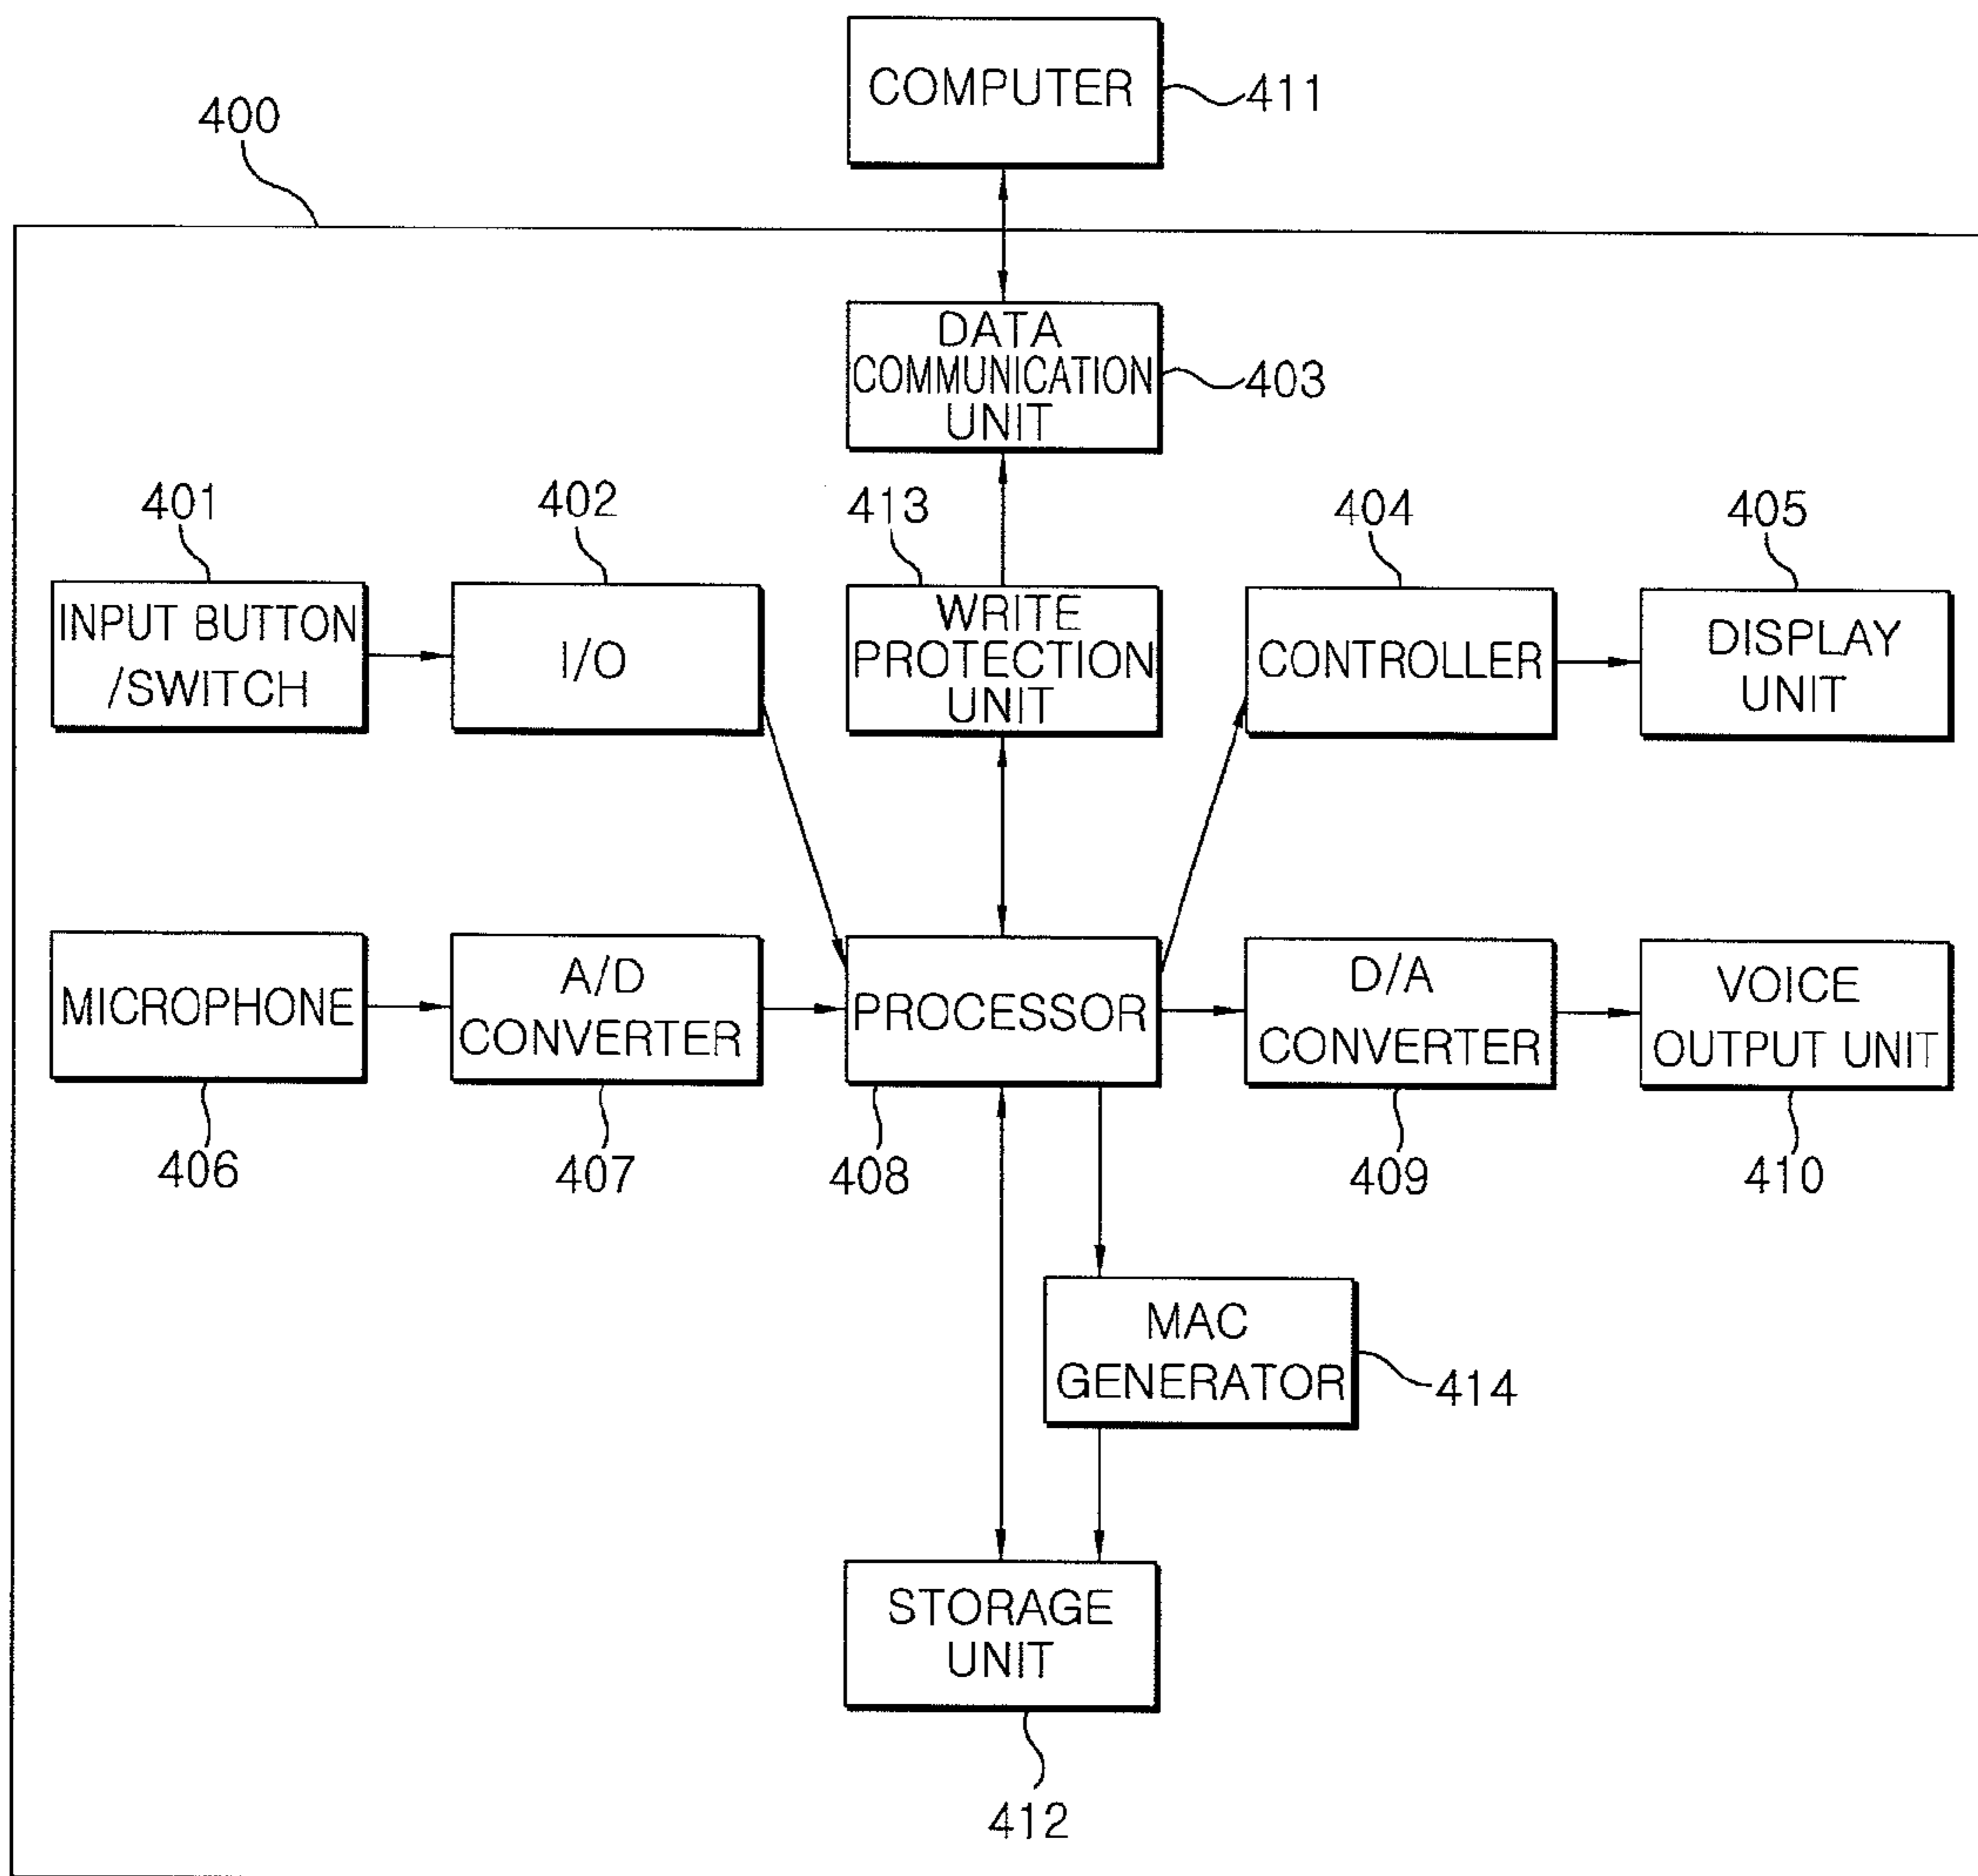 COMPUTER
411
400
DATA
COMMUNICATION
UNIT
403
401
402
413
404
405
INPUT BUTTON
/SWITCH
I/O
WRITE
PROTECTION
UNIT
CONTROLLER
DISPLAY
UNIT
MICROPHONE
A/D
CONVERTER
PROCESSOR
D/A
CONVERTER
VOICE
OUTPUT UNIT
406
407
408
409
410
MAC
GENERATOR
414
STORAGE
UNIT
412